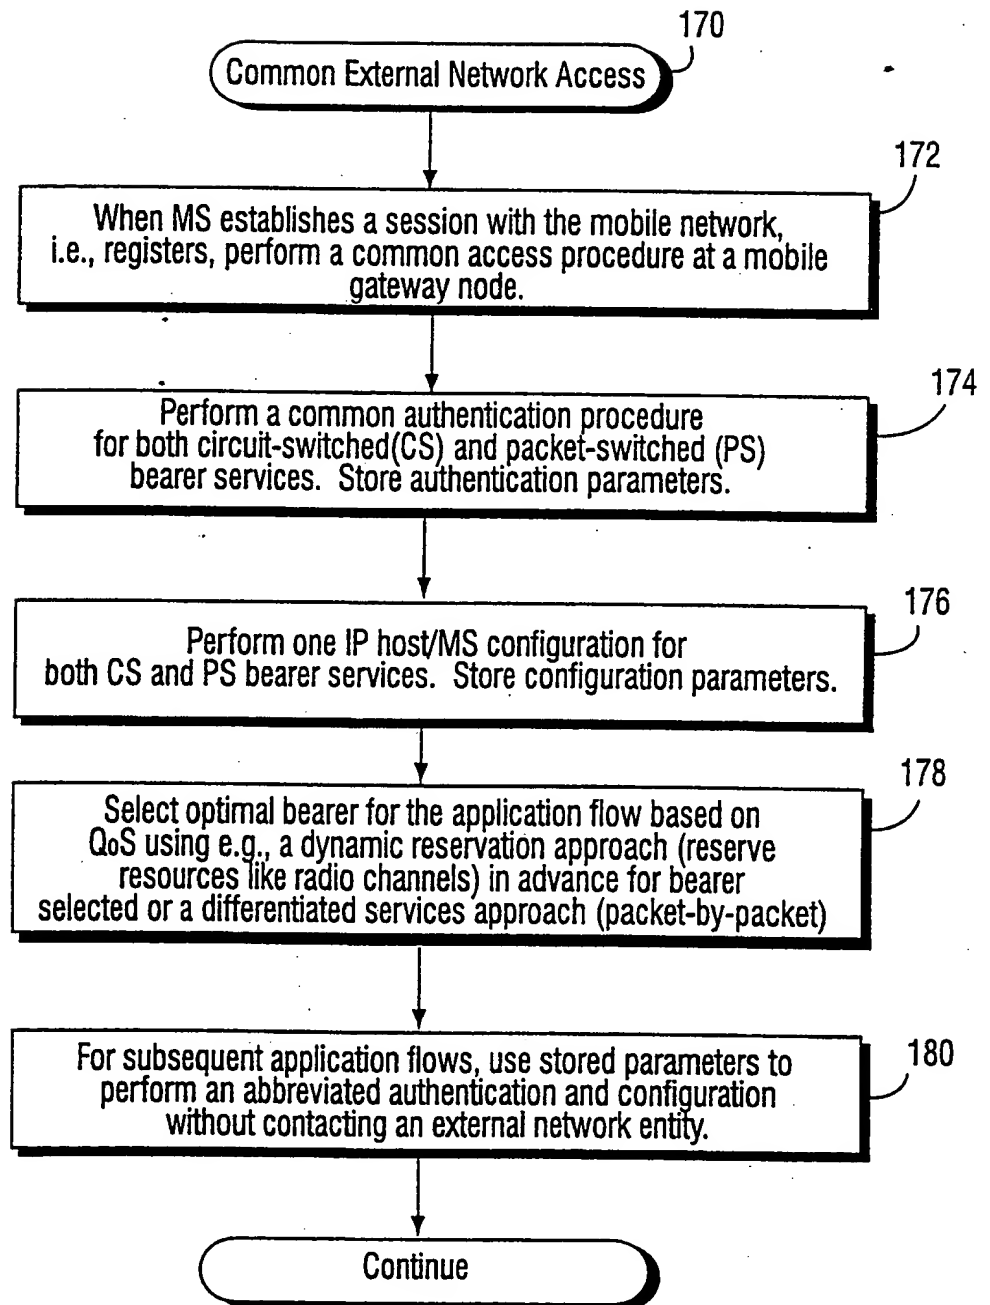 170
Common External Network Access
172
When MS establishes a session with the mobile network,
i.e., registers, perform a common access procedure at a mobile
gateway node.
174
Perform a common authentication procedure
for both circuit-switched(CS) and packet-switched (PS)
bearer services. Store authentication parameters.
176
Perform one IP host/MS configuration for
both CS and PS bearer services. Store configuration parameters.
178
Select optimal bearer for the application flow based on
QoS using e.g., a dynamic reservation approach (reserve
resources like radio channels) in advance for bearer
selected or a differentiated services approach (packet-by-packet)
180
For subsequent application flows, use stored parameters to
perform an abbreviated authentication and configuration
without contacting an external network entity.
Continue